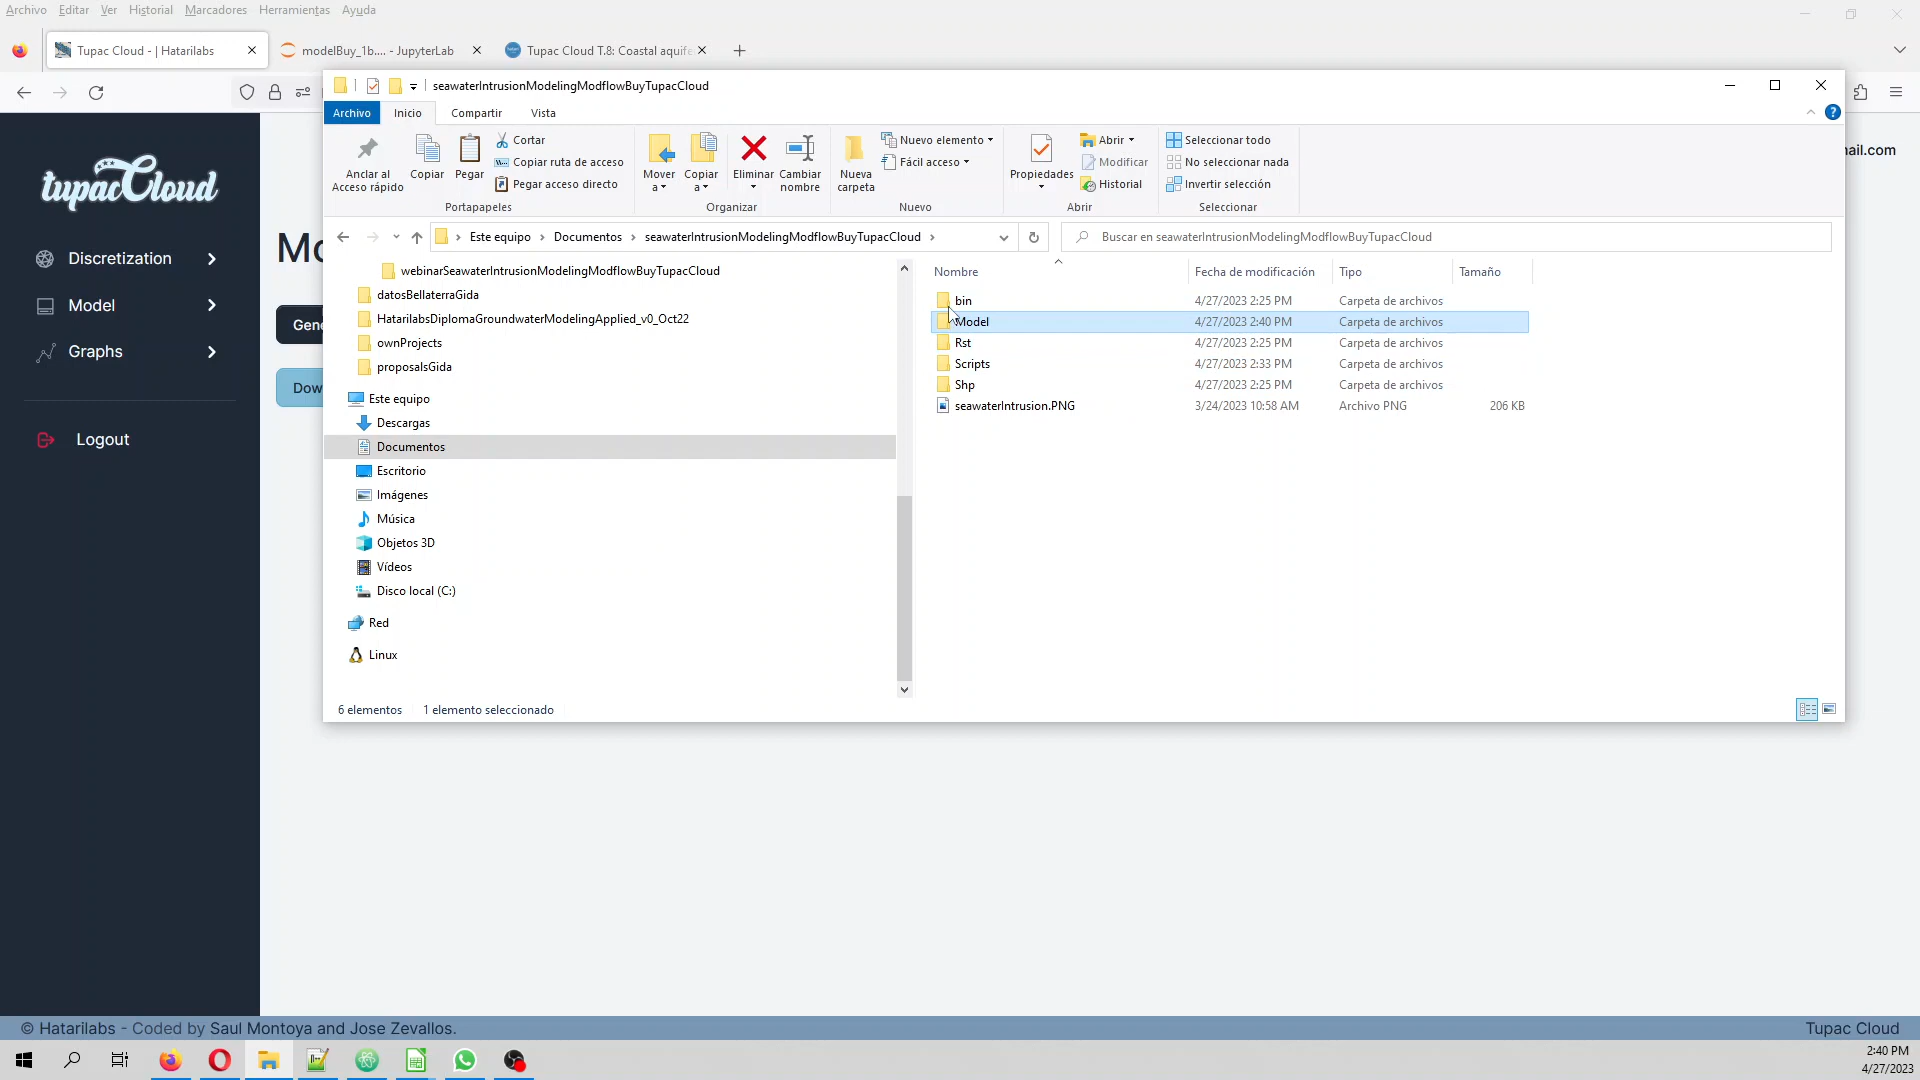 Archivo Editar Ver Historial Marcadores Herramientas Ayuda
Tupac Cloud - | Hatarilabs
modelBuy_1b.... - JupyterLab
Tupac Cloud T.8: Coastal aquife
seawaterIntrusionModelingModflowBuyTupacCloud
Archivo Inicio Compartir Vista
Anclar al Acceso rápido
Copiar
Pegar
Cortar
Copiar ruta de acceso
Pegar acceso directo
Portapapeles
Mover a
Copiar a
Eliminar
Cambiar nombre
Organizar
Nueva carpeta
Nuevo elemento
Fácil acceso
Nuevo
Propiedades
Abrir
Modificar
Historial
Abrir
Seleccionar todo
No seleccionar nada
Invertir selección
Seleccionar
Este equipo > Documentos > seawaterIntrusionModelingModflowBuyTupacCloud >
Buscar en seawaterIntrusionModelingModflowBuyTupacCloud
webinarSeawaterIntrusionModelingModflowBuyTupacCloud
datosBellaterraGida
HatarilabsDiplomaGroundwaterModelingApplied_v0_Oct22
ownProjects
proposalsGida
Este equipo
Descargas
Documentos
Escritorio
Imágenes
Música
Objetos 3D
Vídeos
Disco local (C:)
Red
Linux
Nombre Fecha de modificación Tipo Tamaño
bin 4/27/2023 2:25 PM Carpeta de archivos
Model 4/27/2023 2:40 PM Carpeta de archivos
Rst 4/27/2023 2:25 PM Carpeta de archivos
Scripts 4/27/2023 2:33 PM Carpeta de archivos
Shp 4/27/2023 2:25 PM Carpeta de archivos
seawaterIntrusion.PNG 3/24/2023 10:58 AM Archivo PNG 206 KB
6 elementos 1 elemento seleccionado
tupacCloud
Discretization
Model
Graphs
Logout
Mo
Gene
Dow
ail.com
© Hatarilabs - Coded by Saul Montoya and Jose Zevallos.
Tupac Cloud
2:40 PM
4/27/2023